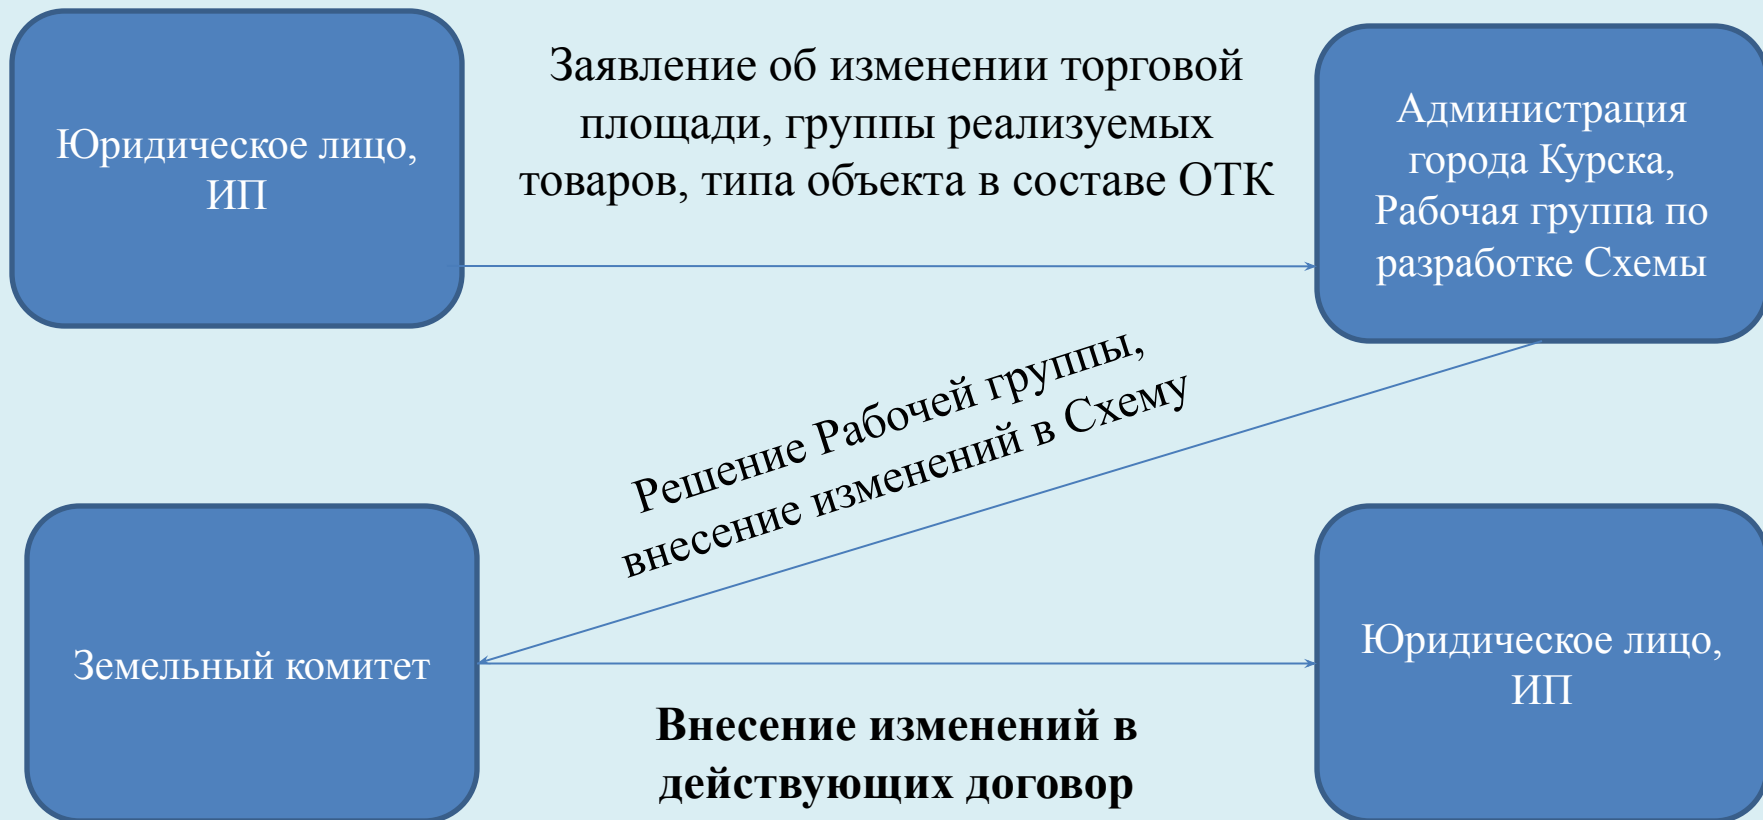 Юридическое лицо,
ИП
Заявление об изменении торговой
площади, группы реализуемых
товаров, типа объекта в составе ОТК
Администрация
города Курска,
Рабочая группа по
разработке Схемы
Решение Рабочей группы,
внесение изменений в Схему
Земельный комитет
Внесение изменений в
действующих договор
Юридическое лицо,
ИП